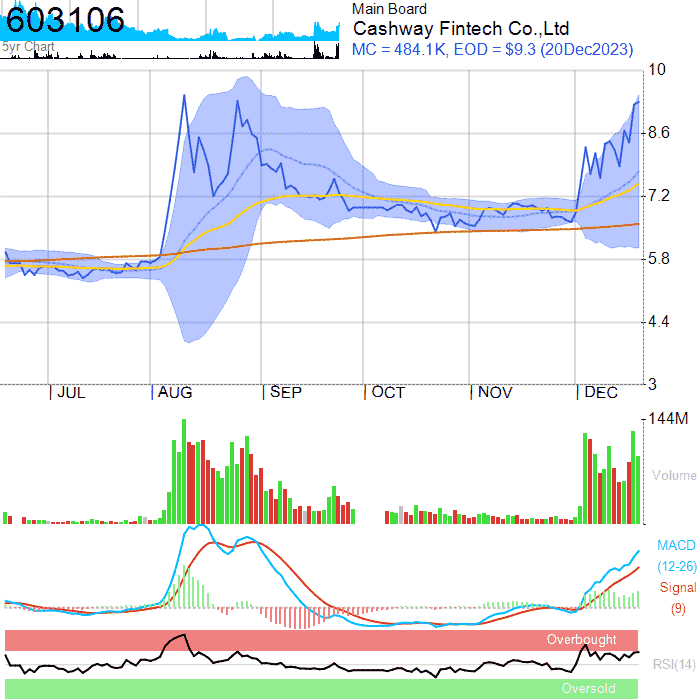 603106
5yr Chart
Main Board
Cashway Fintech Co.,Ltd
MC = 484.1K, EOD = $9.3 (20Dec2023)
10
8.6
7.2
5.8
4.4
3
JUL AUG SEP OCT NOV DEC
144M
Volume
MACD
(12-26)
Signal
(9)
Overbought
RSI(14)
Oversold